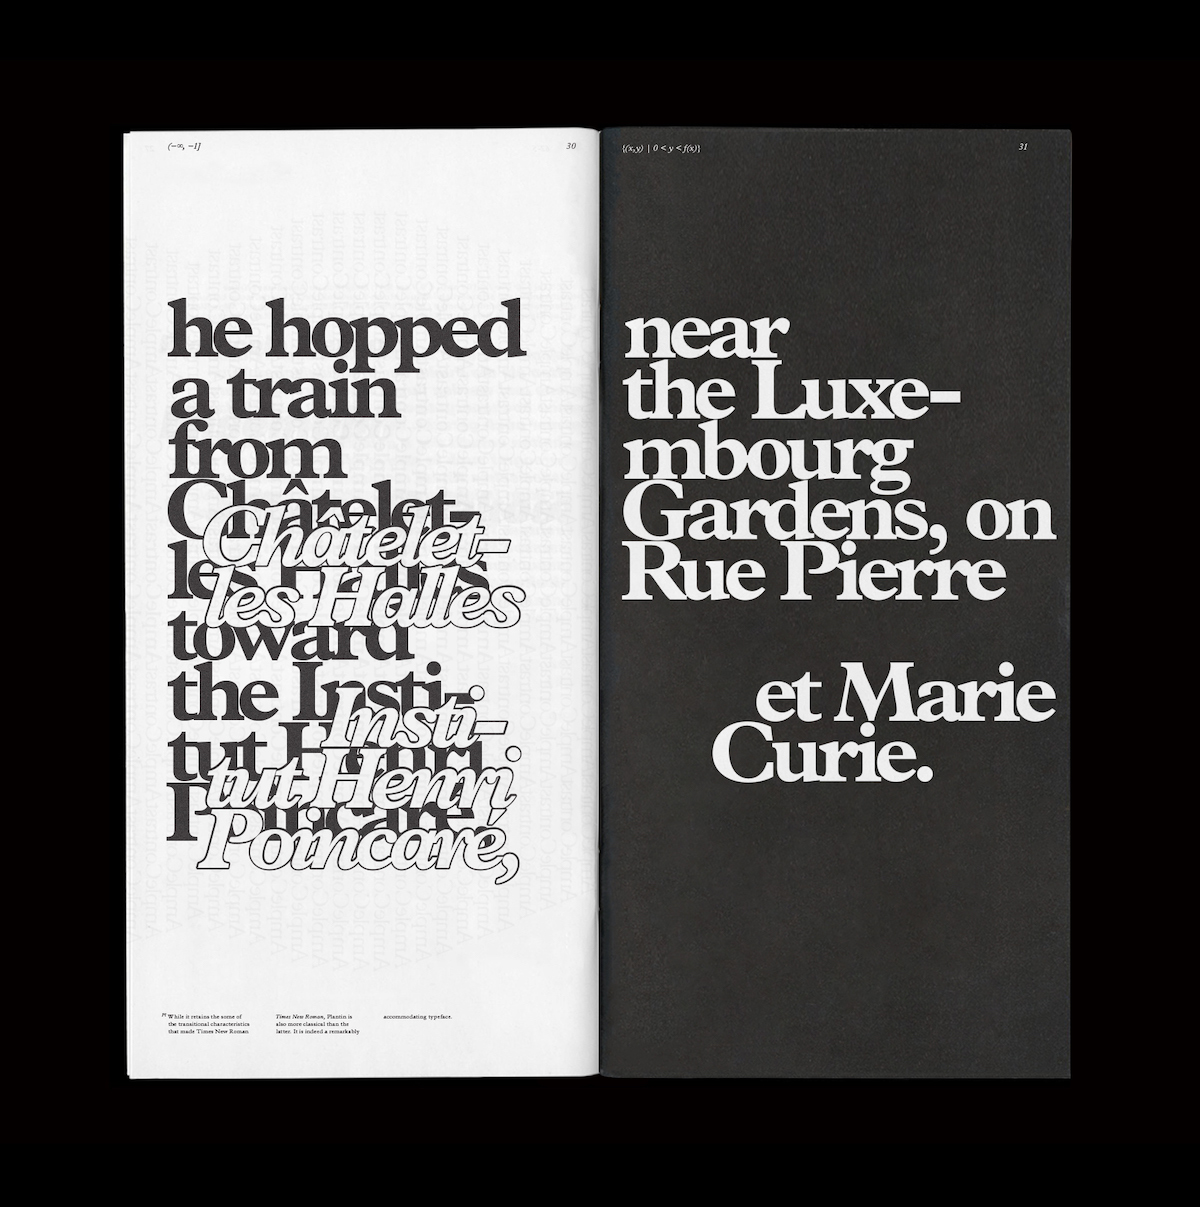 (−∞, −1]
30
he hopped
a train
from
Châtelet-
les Halles
toward
the Insti-
tut Henri
Poincaré,
Châtelet-
les Halles
Insti-
tut Henri
Poincaré,
[9] While it retains the some of
the transitional characteristics
that made Times New Roman
Times New Roman, Plantin is
also more classical than the
latter. It is indeed a remarkably
accommodating typeface.
{(x,y) | 0 < y < f(x)}
31
near
the Luxe-
mbourg
Gardens, on
Rue Pierre
et Marie
Curie.